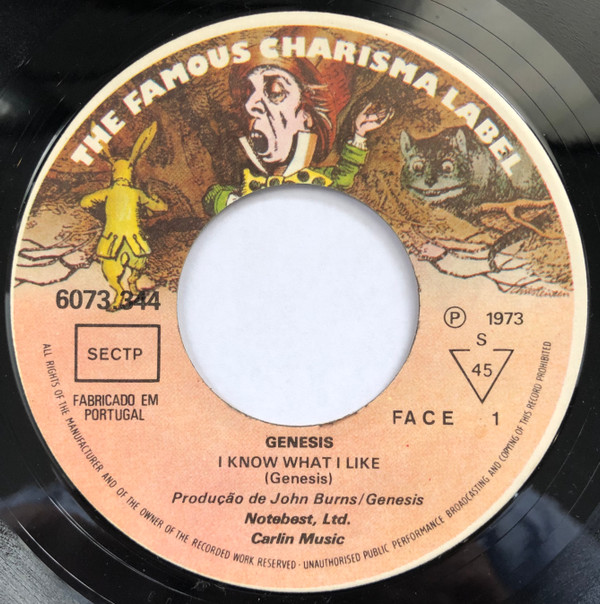 THE FAMOUS CHARISMA LABEL
6073 344
SECTP
FABRICADO EM
PORTUGAL
Ⓟ 1973
S
45
FACE 1
GENESIS
I KNOW WHAT I LIKE
(Genesis)
Produção de John Burns/Genesis
Notebest, Ltd.
Carlin Music
ALL RIGHTS OF THE MANUFACTURER AND OF THE OWNER OF THE RECORDED WORK RESERVED - UNAUTHORISED PUBLIC PERFORMANCE BROADCASTING AND COPYING OF THIS RECORD PROHIBITED